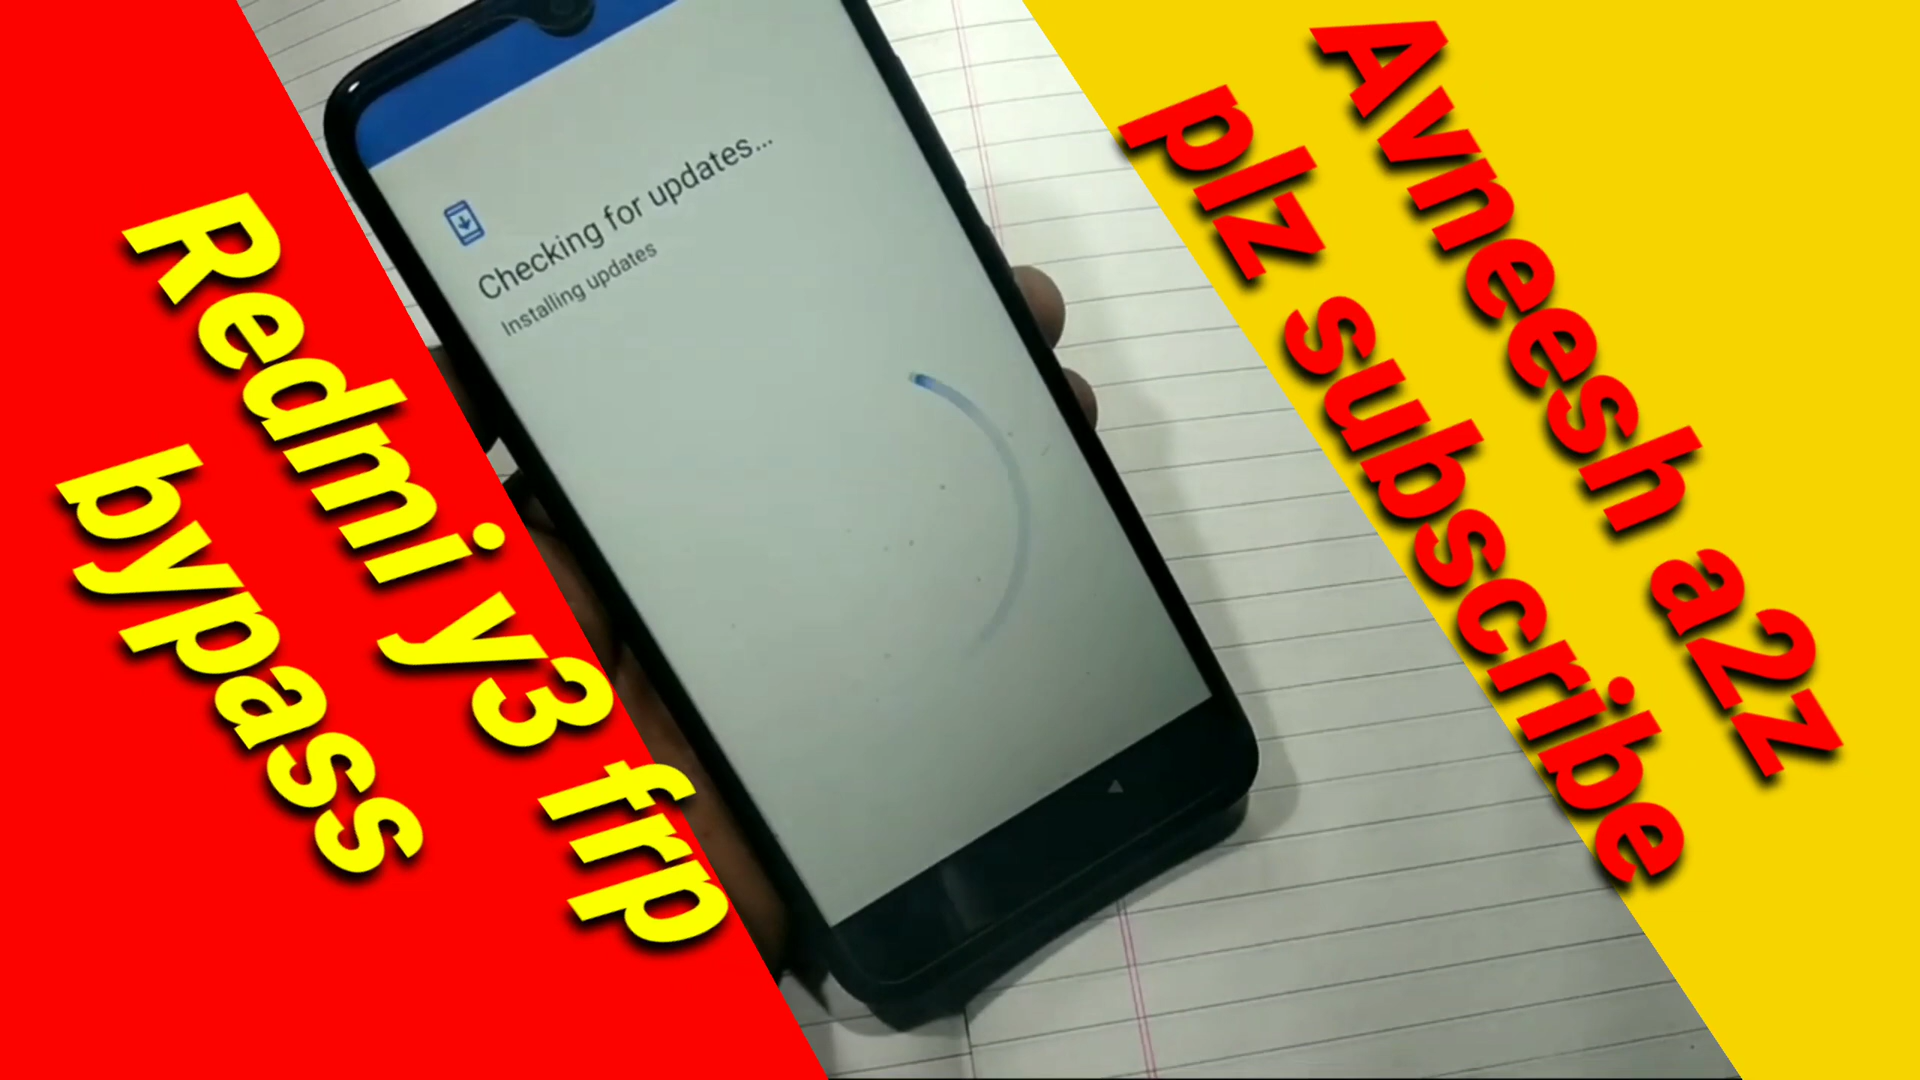 Redmi y3 frp
bypass
Checking for updates...
Installing updates
Avneesh a2z
plz subscribe